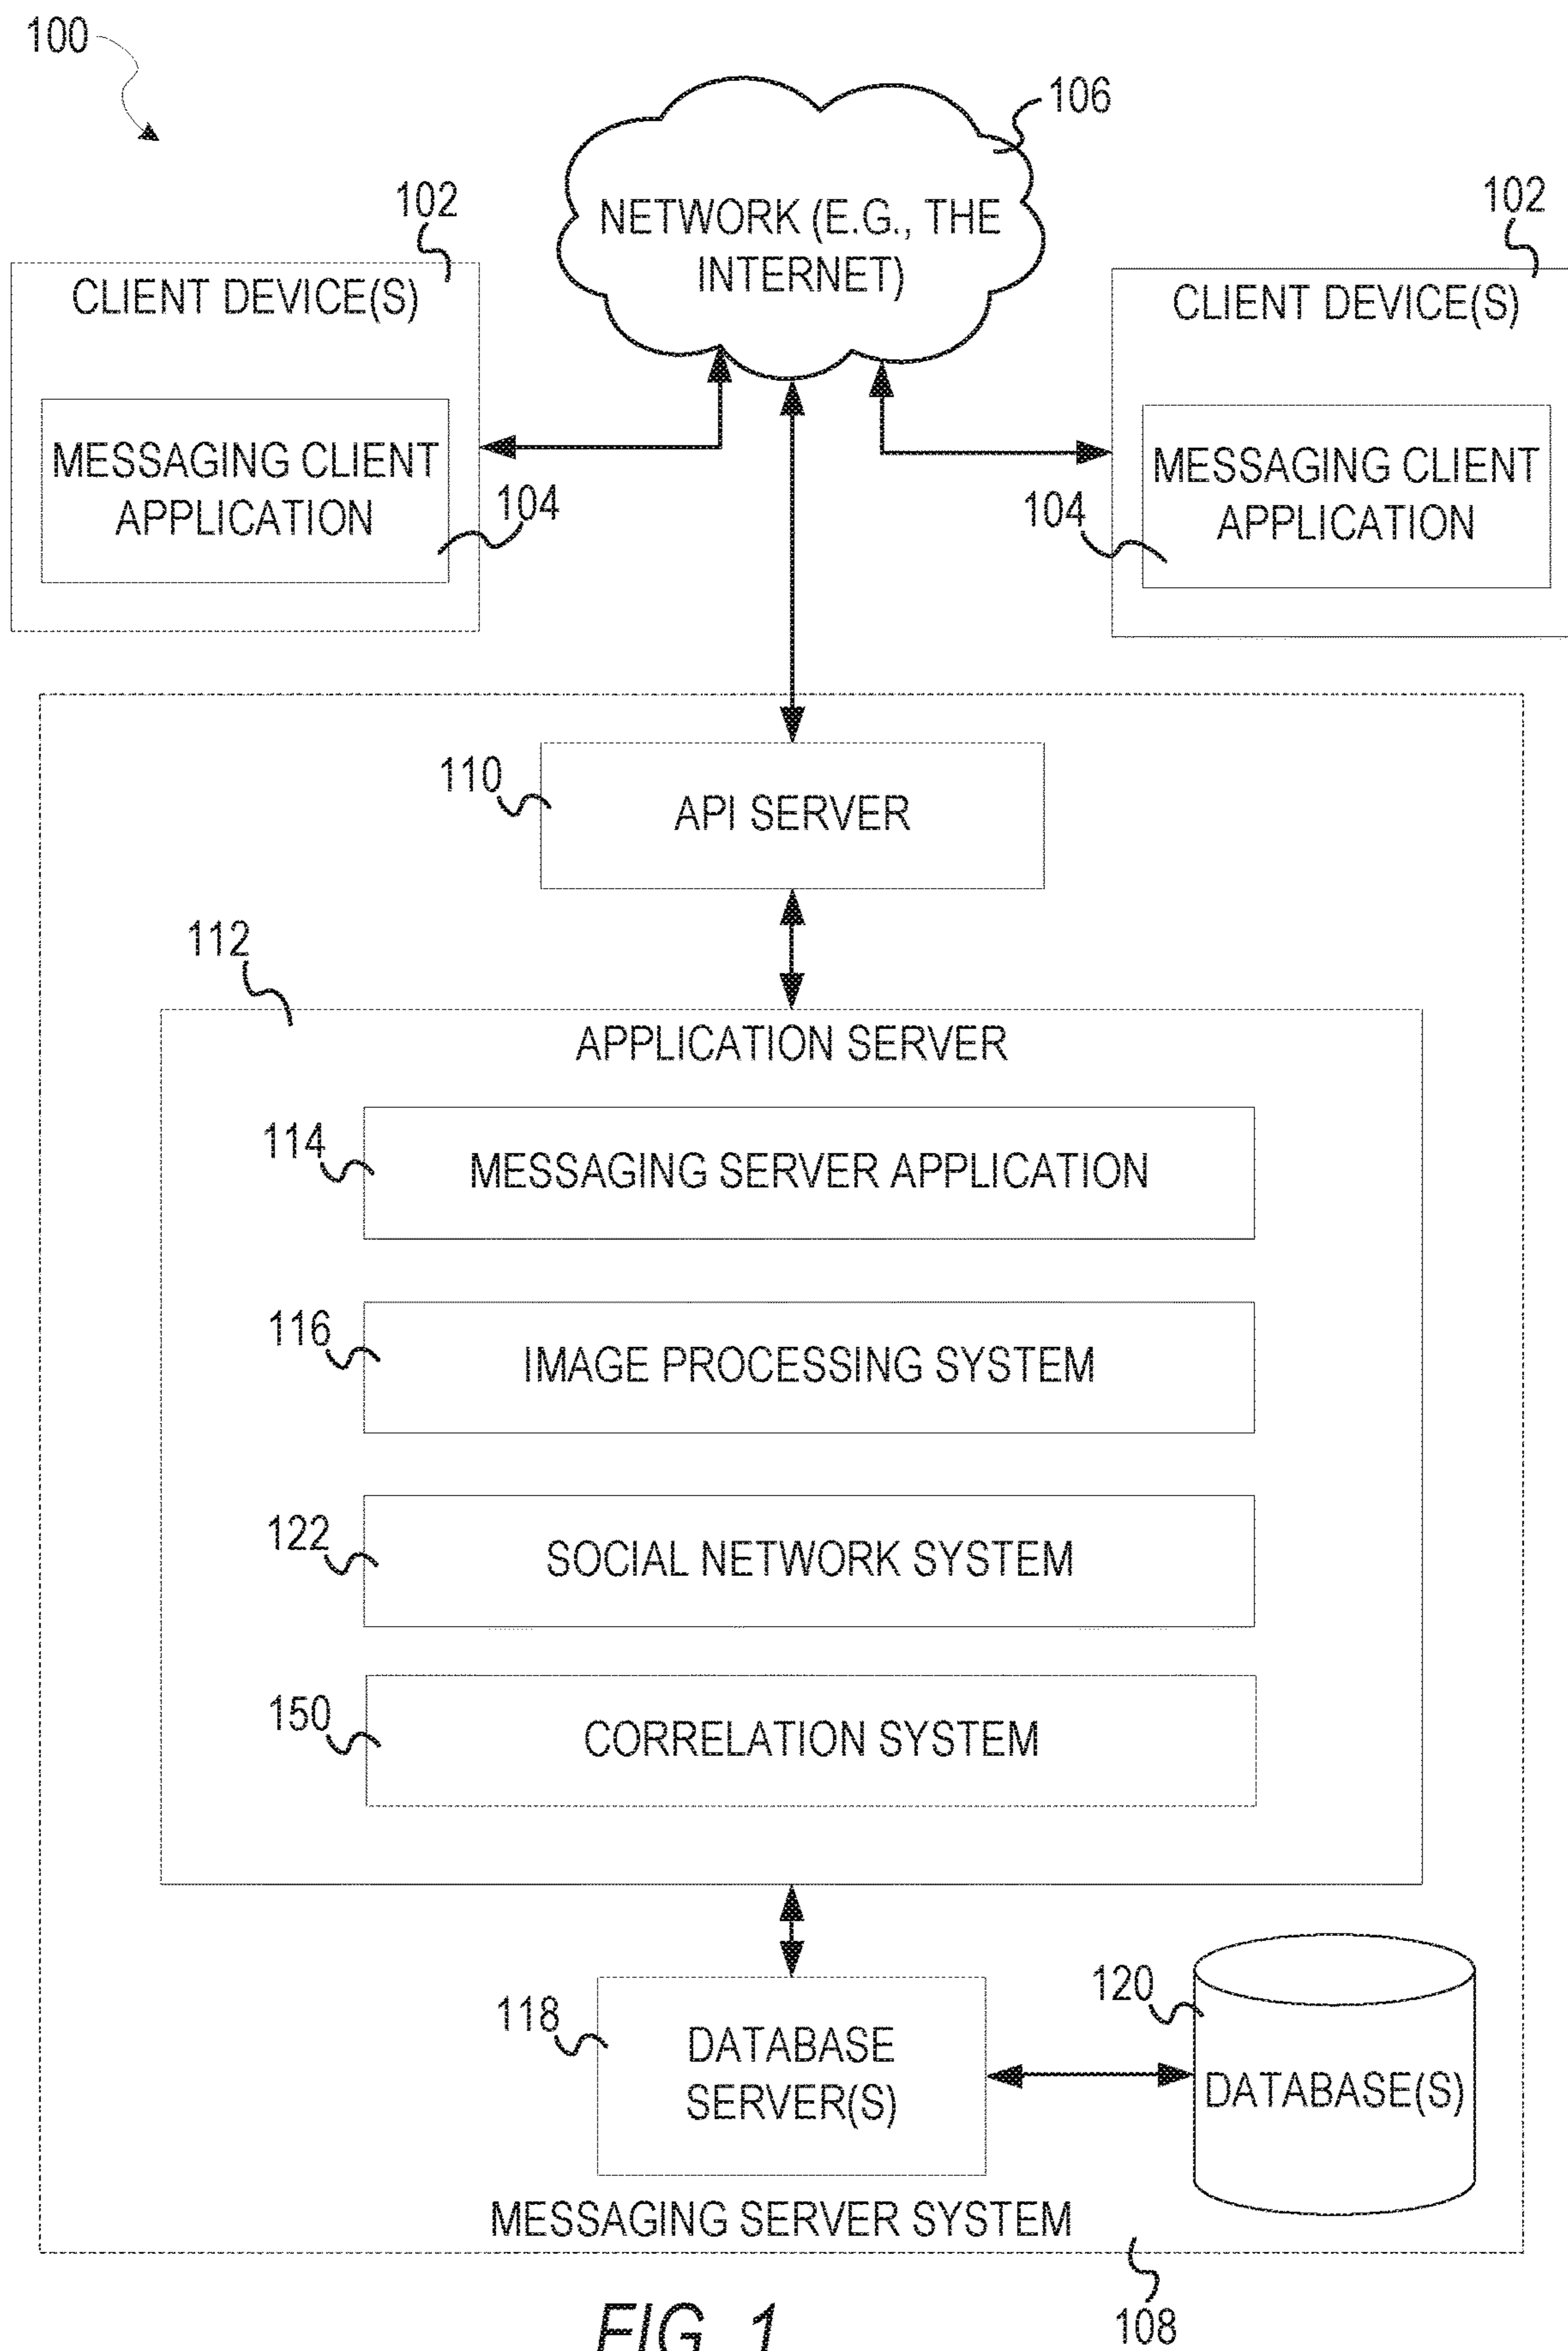 100
106
NETWORK (E.G., THE
INTERNET)
102
CLIENT DEVICE(S)
MESSAGING CLIENT
APPLICATION
104
102
CLIENT DEVICE(S)
MESSAGING CLIENT
APPLICATION
104
110
API SERVER
112
APPLICATION SERVER
114
MESSAGING SERVER APPLICATION
116
IMAGE PROCESSING SYSTEM
122
SOCIAL NETWORK SYSTEM
150
CORRELATION SYSTEM
118
DATABASE
SERVER(S)
120
DATABASE(S)
MESSAGING SERVER SYSTEM
108
FIG. 1